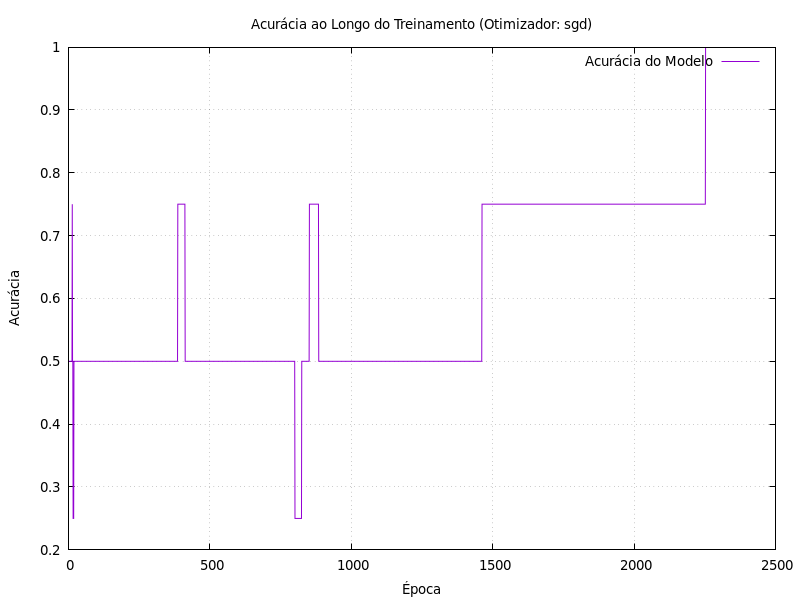 Acurácia ao Longo do Treinamento (Otimizador: sgd)
Acurácia do Modelo
1
0.9
0.8
0.7
0.6
0.5
0.4
0.3
0.2
Acurácia
0 500 1000 1500 2000 2500
Época